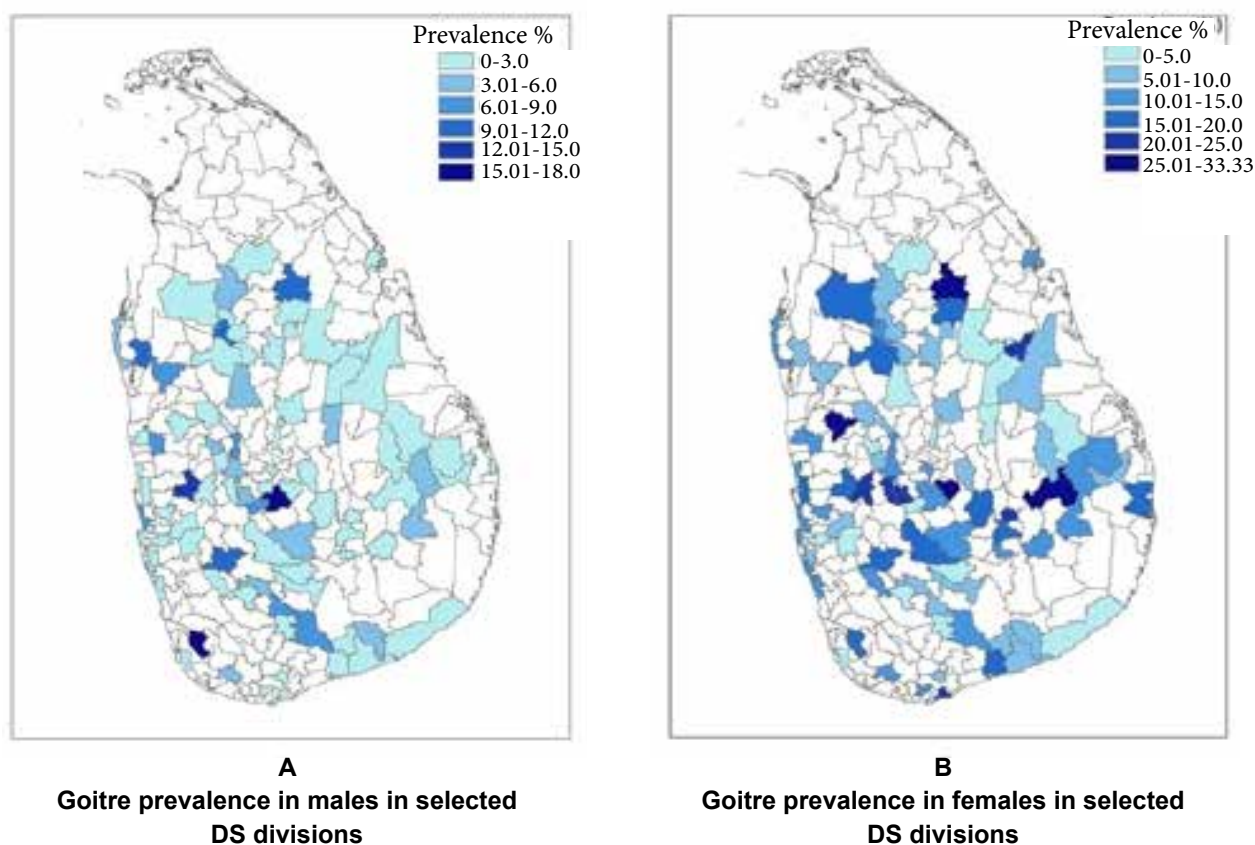 Prevalence %
0-3.0
3.01-6.0
6.01-9.0
9.01-12.0
12.01-15.0
15.01-18.0
Prevalence %
0-5.0
5.01-10.0
10.01-15.0
15.01-20.0
20.01-25.0
25.01-33.33
A
Goitre prevalence in males in selected
DS divisions
B
Goitre prevalence in females in selected
DS divisions